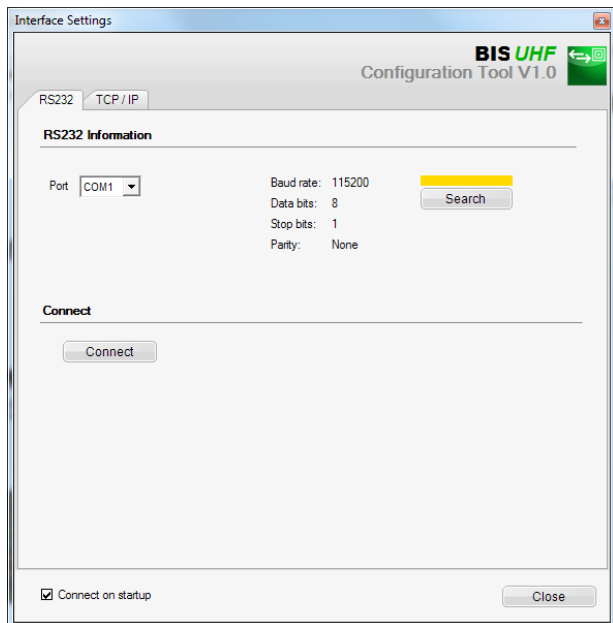 Interface Settings
BIS UHF
Configuration Tool V1.0
RS232
TCP / IP
RS232 Information
Port COM1
Baud rate: 115200
Data bits: 8
Stop bits: 1
Parity: None
Search
Connect
Connect
Connect on startup
Close